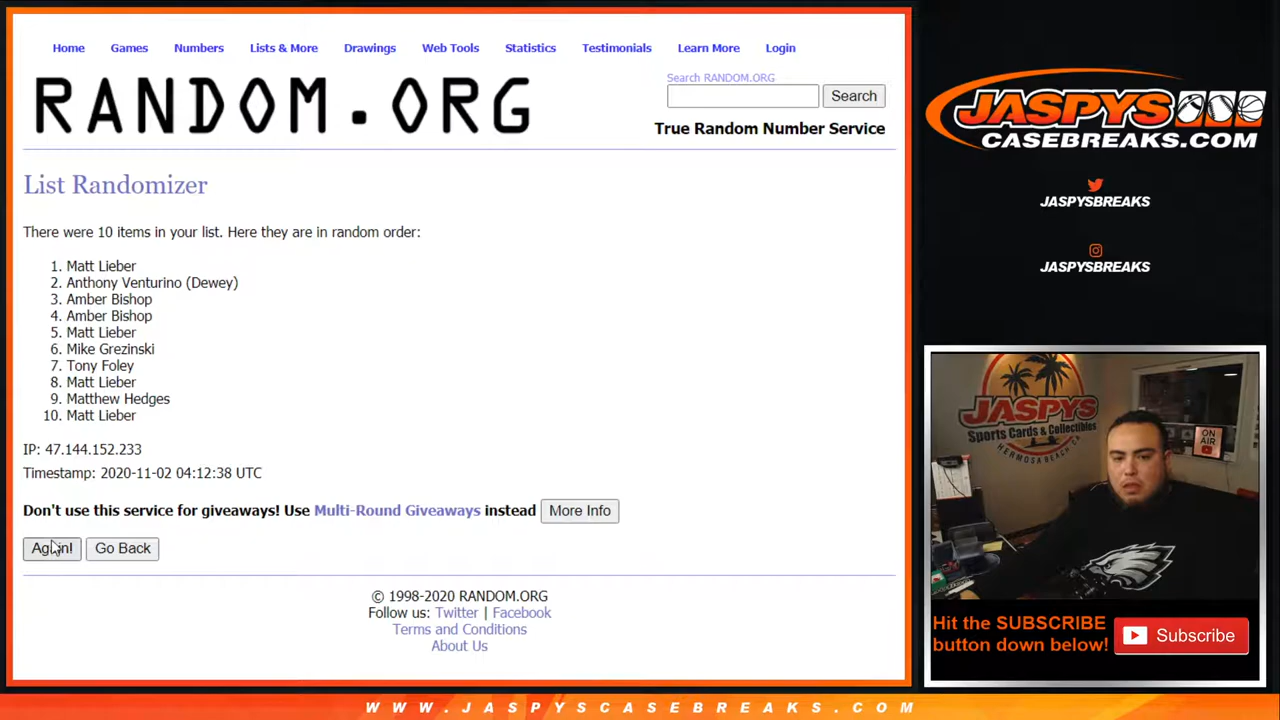 Home Games Numbers Lists & More Drawings Web Tools Statistics Testimonials Learn More Login
Search RANDOM.ORG
RANDOM.ORG
Search
True Random Number Service
List Randomizer
There were 10 items in your list. Here they are in random order:
1. Matt Lieber
2. Anthony Venturino (Dewey)
3. Amber Bishop
4. Amber Bishop
5. Matt Lieber
6. Mike Grezinski
7. Tony Foley
8. Matt Lieber
9. Matthew Hedges
10. Matt Lieber
IP: 47.144.152.233
Timestamp: 2020-11-02 04:12:38 UTC
Don't use this service for giveaways! Use Multi-Round Giveaways instead More Info
Again! Go Back
© 1998-2020 RANDOM.ORG
Follow us: Twitter | Facebook
Terms and Conditions
About Us
JASPYS
CASEBREAKS.COM
JASPYSBREAKS
JASPYSBREAKS
JASPYS
Sports Cards & Collectibles
HERMOSA BEACH CA
ON
AIR
Hit the SUBSCRIBE
button down below!
Subscribe
WWW.JASPYSCASEBREAKS.COM